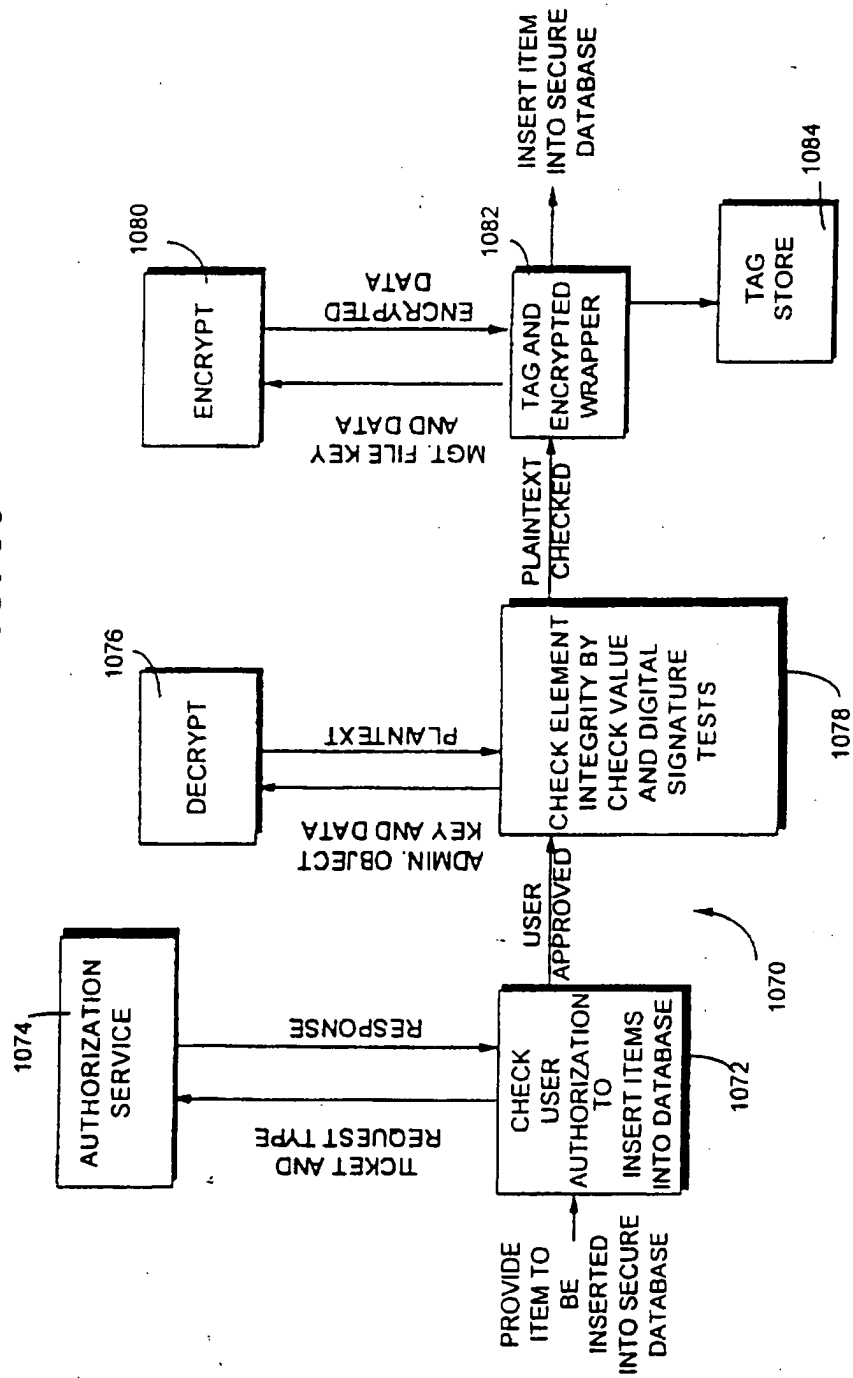 1074
AUTHORIZATION
SERVICE
TICKET AND
REQUEST TYPE
RESPONSE
PROVIDE
ITEM TO
BE
INSERTED
INTO SECURE
DATABASE
CHECK
USER
AUTHORIZATION
TO
INSERT ITEMS
INTO DATABASE
1072
USER
APPROVED
1070
1076
DECRYPT
ADMIN. OBJECT
KEY AND DATA
PLAINTEXT
CHECK ELEMENT
INTEGRITY BY
CHECK VALUE
AND DIGITAL
SIGNATURE
TESTS
1078
PLAINTEXT
CHECKED
1080
ENCRYPT
MGT. FILE KEY
AND DATA
ENCRYPTED
DATA
1082
TAG AND
ENCRYPTED
WRAPPER
INSERT ITEM
INTO SECURE
DATABASE
TAG
STORE
1084